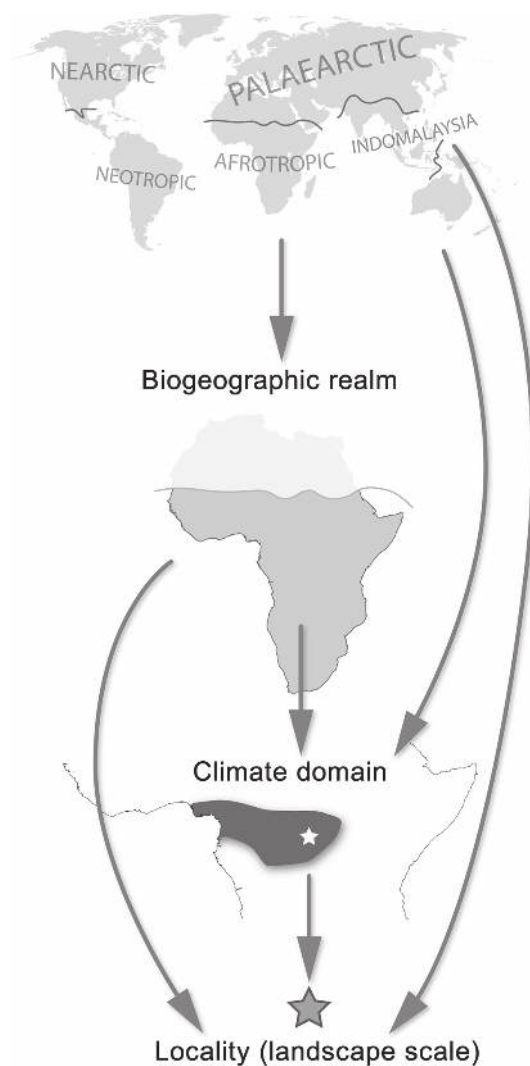 NEARCTIC
PALAEARCTIC
INDOMALAYSIA
AFROTROPIC
NEOTROPIC
Biogeographic realm
Climate domain
Locality (landscape scale)